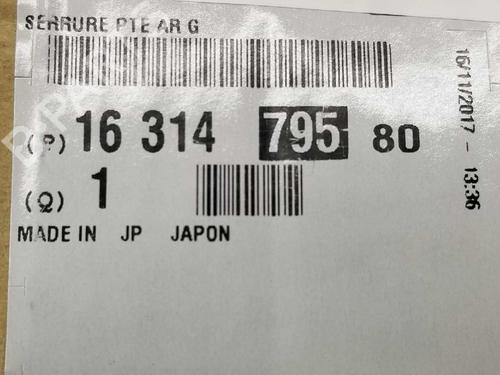 SERRURE PTE AR G
(P) 16 314 795 80
(Q) 1
MADE IN JP JAPON
16/11/2017 - 13:36